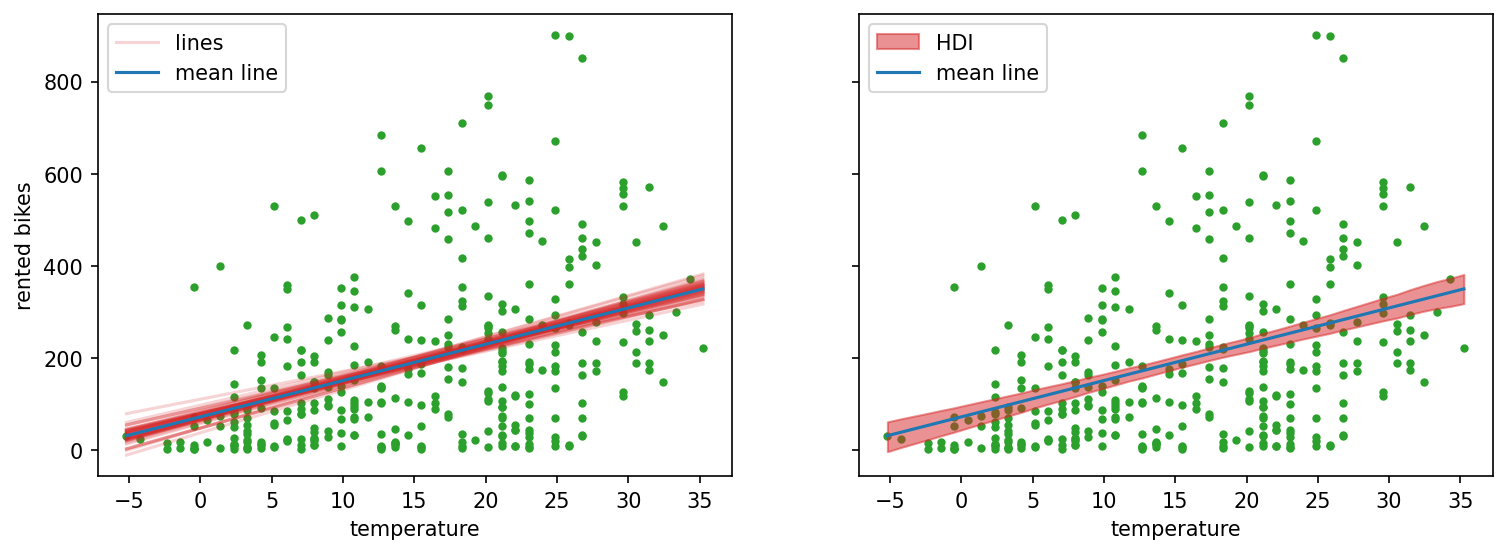 lines
mean line
800
600
400
200
0
rented bikes
−5 0 5 10 15 20 25 30 35
temperature
HDI
mean line
−5 0 5 10 15 20 25 30 35
temperature